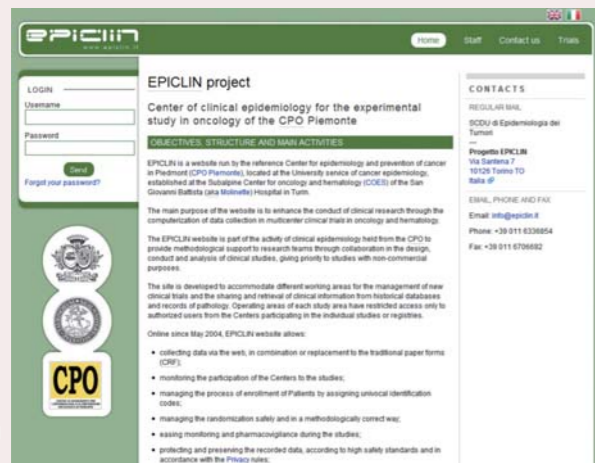 epiclin
www.epiclin.it
Home
Staff
Contact us
Trials
LOGIN
Username
Password
Send
Forgot your password?
CPO
EPICLIN project
Center of clinical epidemiology for the experimental
study in oncology of the CPO Piemonte
OBJECTIVES, STRUCTURE AND MAIN ACTIVITIES
EPICLIN is a website run by the reference Center for epidemiology and prevention of cancer
in Piedmont (CPO Piemonte), located at the University service of cancer epidemiology,
established at the Subalpine Center for oncology and hematology (COES) of the San
Giovanni Battista (aka Molinette) Hospital in Turin.
The main purpose of the website is to enhance the conduct of clinical research through the
computerization of data collection in multicenter clinical trials in oncology and hematology.
The EPICLIN website is part of the activity of clinical epidemiology held from the CPO to
provide methodological support to research teams through collaboration in the design,
conduct and analysis of clinical studies, giving priority to studies with non-commercial
purposes.
The site is developed to accommodate different working areas for the management of new
clinical trials and the sharing and retrieval of clinical information from historical databases
and records of pathology. Operating areas of each study area have restricted access only to
authorized users from the Centers participating in the individual studies or registries.
Online since May 2004, EPICLIN website allows:
• collecting data via the web, in combination or replacement to the traditional paper forms
(CRF);
• monitoring the participation of the Centers to the studies;
• managing the process of enrollment of Patients by assigning univocal identification
codes;
• managing the randomization safely and in a methodologically correct way;
• easing monitoring and pharmacovigilance during the studies;
• protecting and preserving the recorded data, according to high safety standards and in
accordance with the Privacy rules;
CONTACTS
REGULAR MAIL
SCDU di Epidemiologia dei
Tumori
---
Progetto EPICLIN
Via Santena 7
10126 Torino TO
Italia
EMAIL, PHONE AND FAX
Email: info@epiclin.it
Phone: +39 011 6336854
Fax: +39 011 6706692